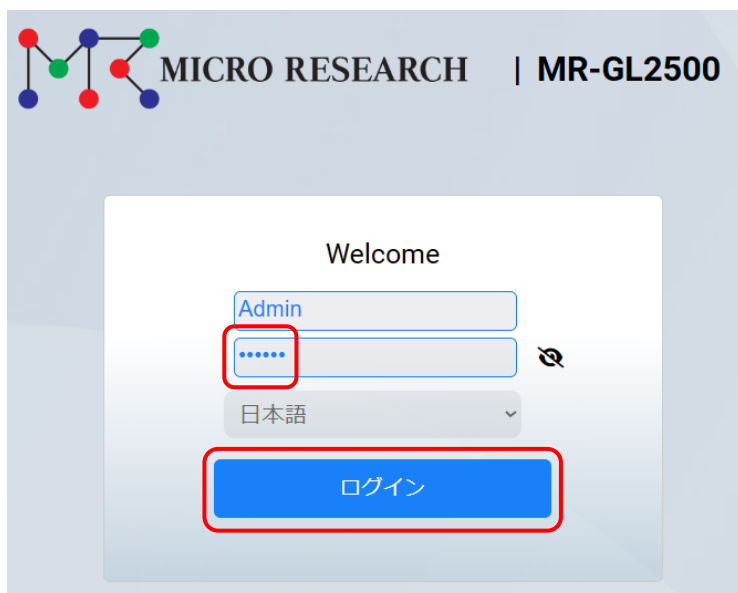 MICRO RESEARCH | MR-GL2500
Welcome
Admin
••••••
日本語
ログイン